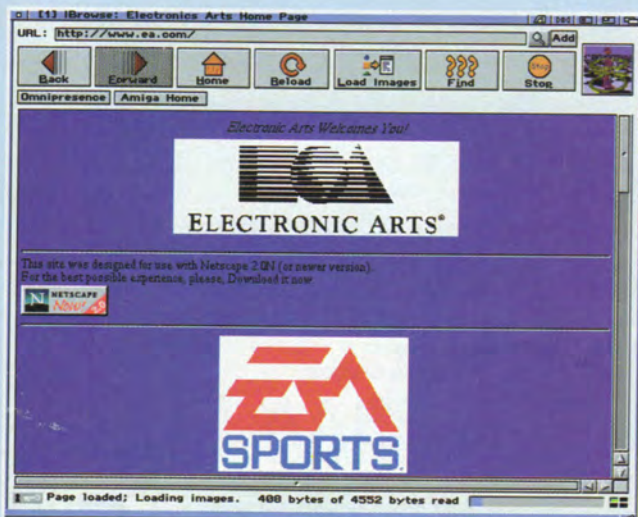 [1] IBrowse: Electronics Arts Home Page
URL: http://www.ea.com/ Add
Back Forward Home Reload Load Images Find Stop Stop
Omnipresence Amiga Home
Electronic Arts Welcomes You!
ELECTRONIC ARTS®
This site was designed for use with Netscape 2.0N (or newer version).
For the best possible experience, please, Download it now
N NETSCAPE
NOW! 2.0
EA
SPORTS
Page loaded; Loading images. 408 bytes of 4552 bytes read